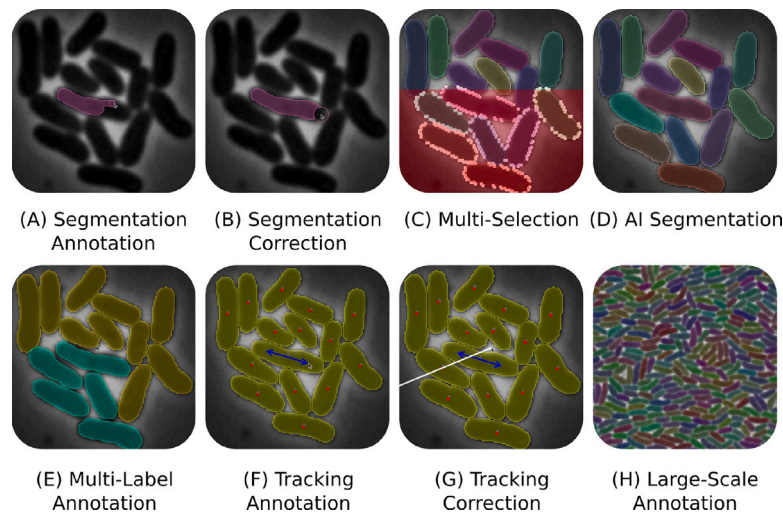 (A) Segmentation
Annotation
(B) Segmentation
Correction
(C) Multi-Selection
(D) AI Segmentation
(E) Multi-Label
Annotation
(F) Tracking
Annotation
(G) Tracking
Correction
(H) Large-Scale
Annotation